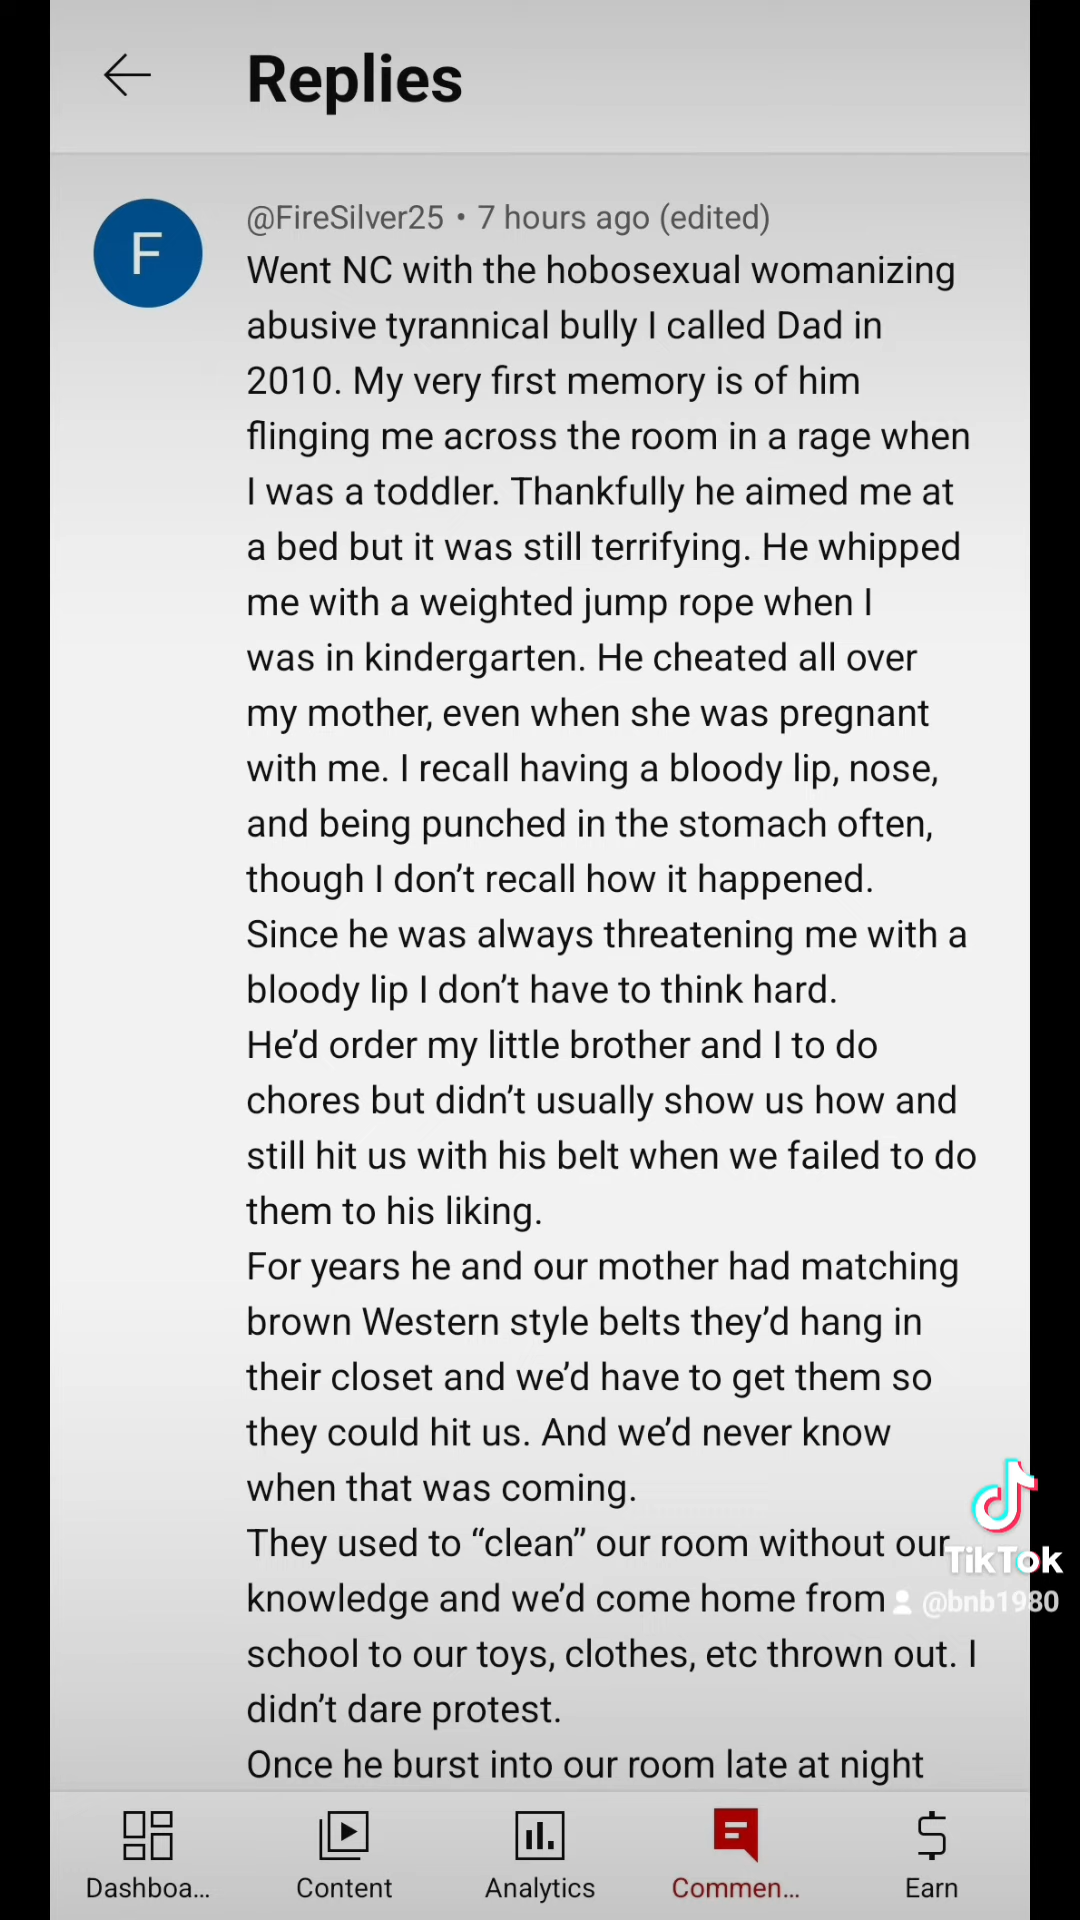 Replies
F
@FireSilver25 • 7 hours ago (edited)
Went NC with the hobosexual womanizing
abusive tyrannical bully I called Dad in
2010. My very first memory is of him
flinging me across the room in a rage when
I was a toddler. Thankfully he aimed me at
a bed but it was still terrifying. He whipped
me with a weighted jump rope when I
was in kindergarten. He cheated all over
my mother, even when she was pregnant
with me. I recall having a bloody lip, nose,
and being punched in the stomach often,
though I don’t recall how it happened.
Since he was always threatening me with a
bloody lip I don’t have to think hard.
He’d order my little brother and I to do
chores but didn’t usually show us how and
still hit us with his belt when we failed to do
them to his liking.
For years he and our mother had matching
brown Western style belts they’d hang in
their closet and we’d have to get them so
they could hit us. And we’d never know
when that was coming.
They used to “clean” our room without our
knowledge and we’d come home from
school to our toys, clothes, etc thrown out. I
didn’t dare protest.
Once he burst into our room late at night
TikTok
@bnb1980
Dashboa...
Content
Analytics
Commen...
Earn